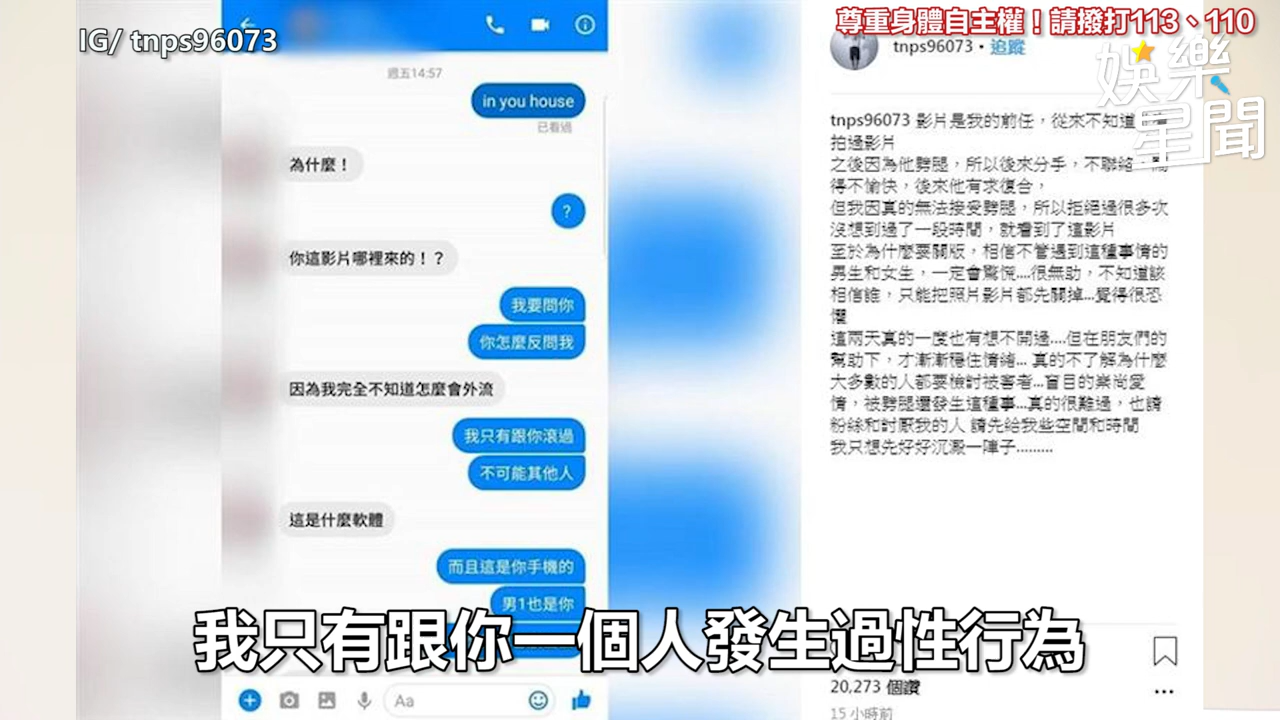 IG/ tnps96073
尊重身體自主權！請撥打113、110
娛樂星聞
週五14:57
in you house
已看過
為什麼！
?
你這影片哪裡來的！？
我要問你
你怎麼反問我
因為我完全不知道怎麼會外流
我只有跟你滾過
不可能其他人
這是什麼軟體
而且這是你手機的
男1也是你
Aa
tnps96073 • 追蹤
tnps96073 影片是我的前任，從來不知道
拍過影片
之後因為他劈腿，所以後來分手，不聯絡
得不愉快，後來他有求復合，
但我因真的無法接受劈腿，所以拒絕過很多次
沒想到過了一段時間，就看到了這影片
至於為什麼要關版，相信不管遇到這種事情的
男生和女生，一定會驚慌....很無助，不知道該
相信誰，只能把照片影片都先關掉...覺得很恐
懼
這兩天真的一度也有想不開過....但在朋友們的
幫助下，才漸漸穩住情緒... 真的不了解為什麼
大多數的人都要檢討被害者...盲目的崇尚愛
情，被劈腿還發生這種事...真的很難過，也請
粉絲和討厭我的人 請先給我些空間和時間
我只想先好好沉澱一陣子.........
20,273 個讚
15 小時前
我只有跟你一個人發生過性行為